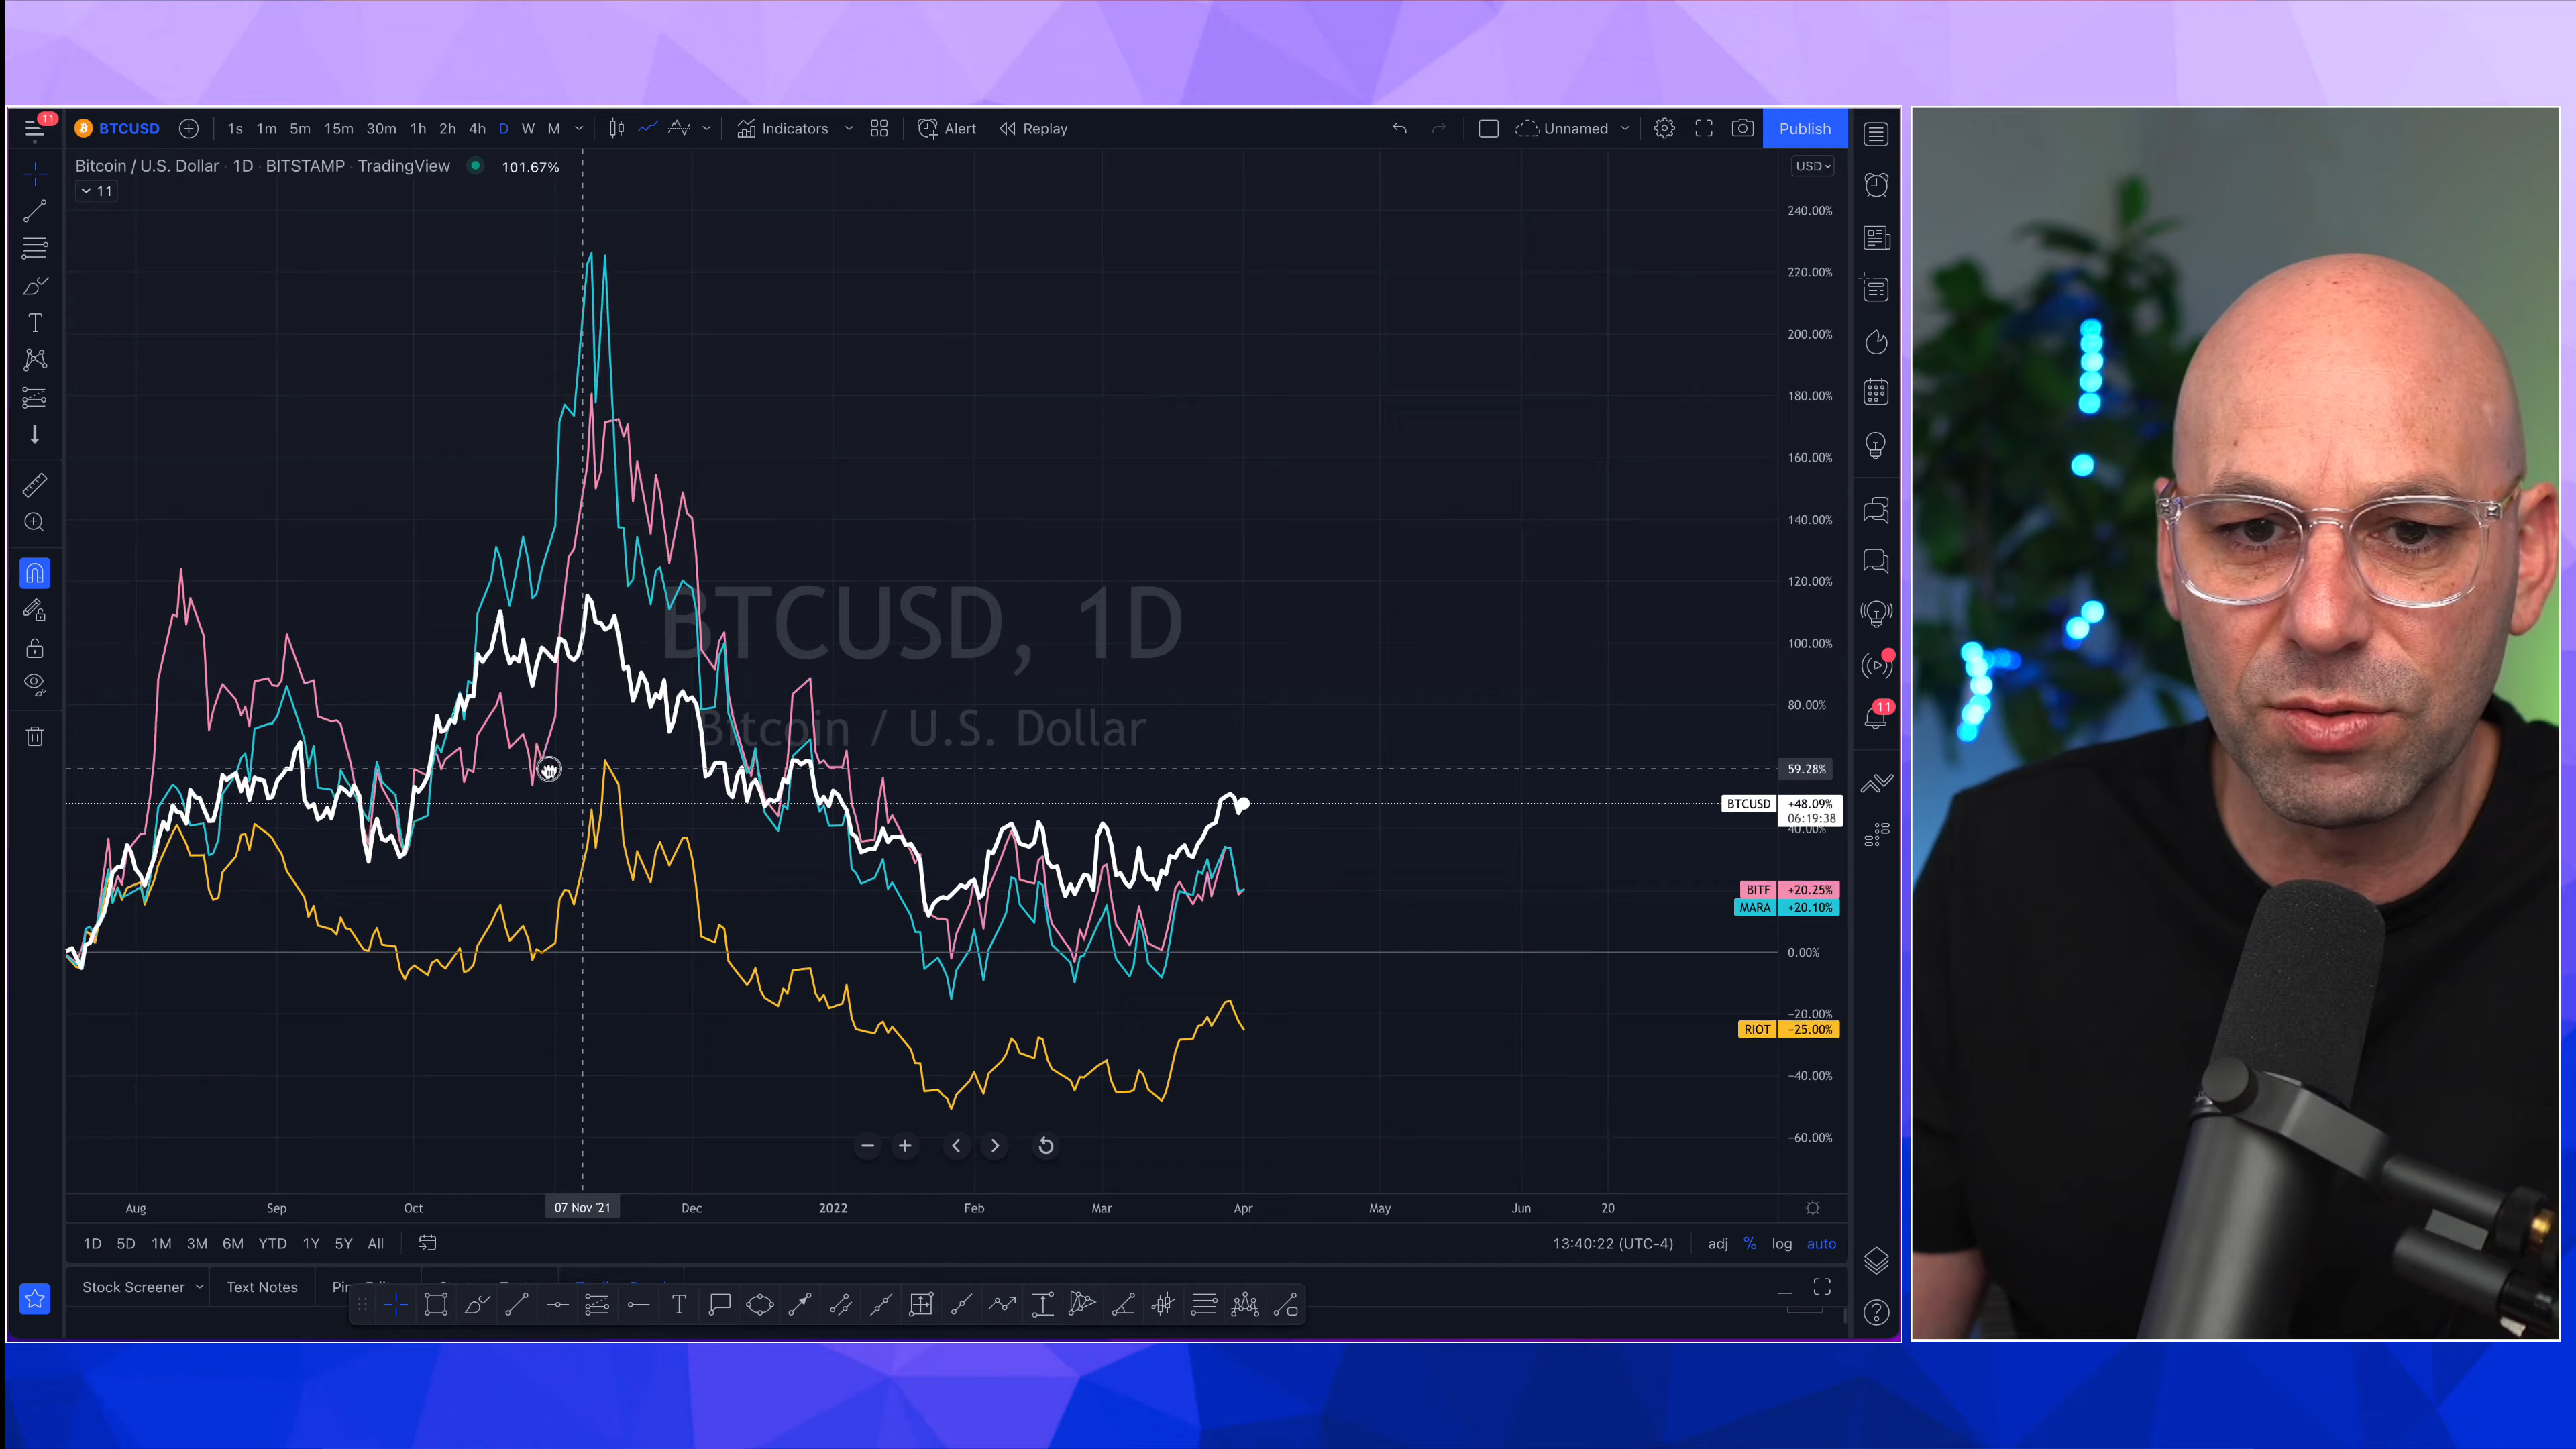 11 BTCUSD 1s 1m 5m 15m 30m 1h 2h 4h D W M Indicators Alert Replay Unnamed Publish
Bitcoin / U.S. Dollar · 1D · BITSTAMP · TradingView 101.67% USD
11
240.00%
220.00%
200.00%
180.00%
160.00%
140.00%
120.00%
100.00%
80.00%
BTCUSD, 1D
Bitcoin / U.S. Dollar
11
59.28%
BTCUSD +48.09%
06:19:38
40.00%
BITF +20.25%
MARA +20.10%
0.00%
−20.00%
RIOT −25.00%
−40.00%
−60.00%
Aug Sep Oct 07 Nov '21 Dec 2022 Feb Mar Apr May Jun 20
1D 5D 1M 3M 6M YTD 1Y 5Y All 13:40:22 (UTC-4) adj % log auto
Stock Screener Text Notes